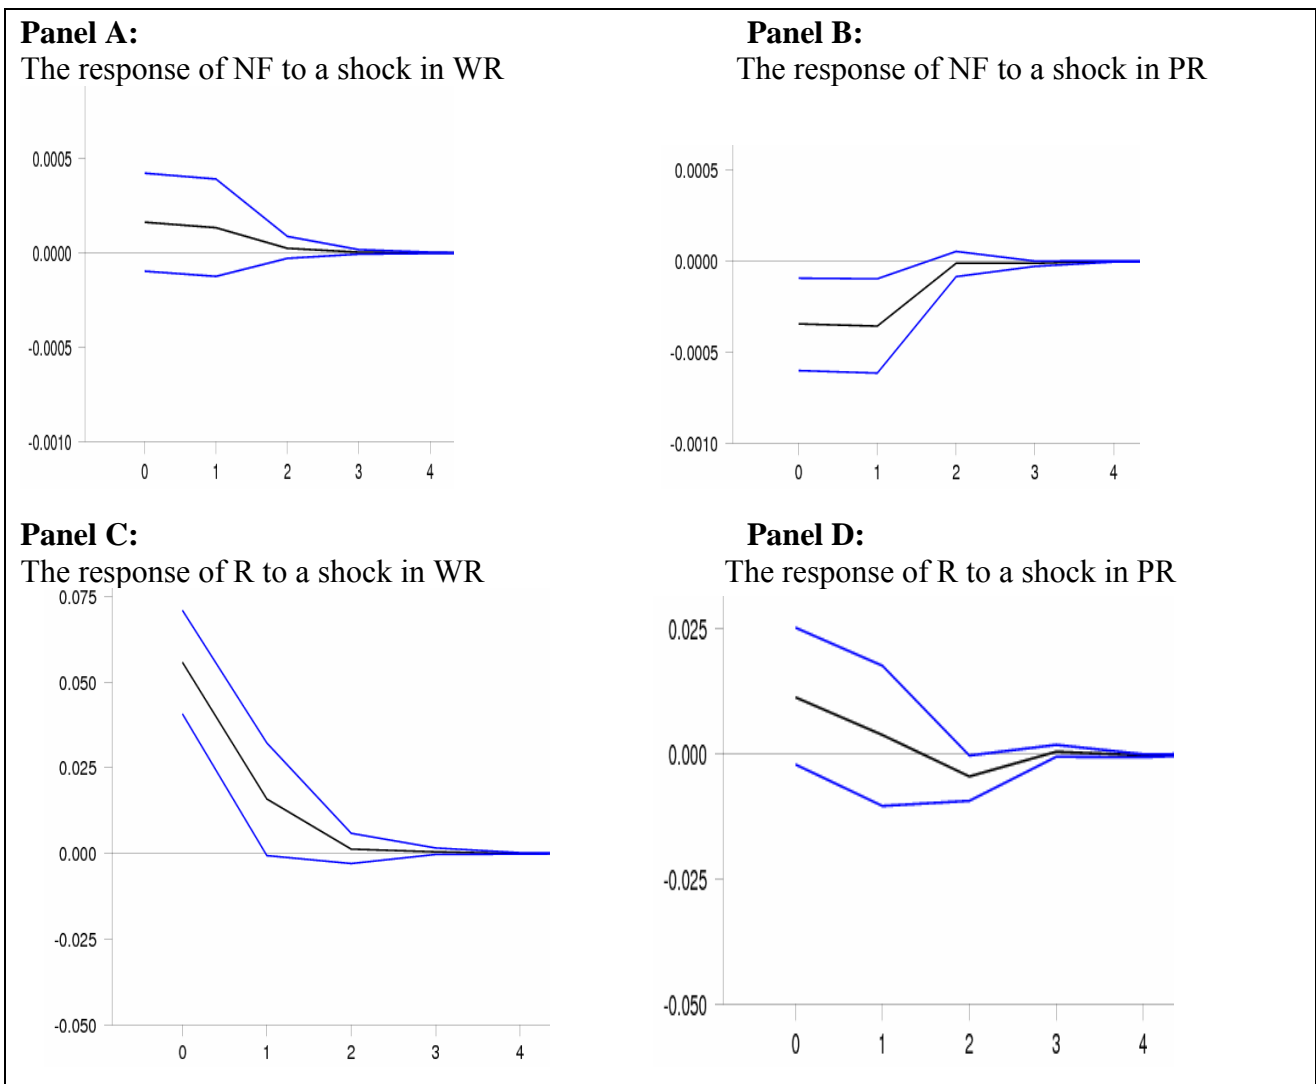 Panel A:
The response of NF to a shock in WR
0.0005
0.0000
-0.0005
-0.0010
0 1 2 3 4
Panel B:
The response of NF to a shock in PR
0.0005
0.0000
-0.0005
-0.0010
0 1 2 3 4
Panel C:
The response of R to a shock in WR
0.075
0.050
0.025
0.000
-0.025
-0.050
0 1 2 3 4
Panel D:
The response of R to a shock in PR
0.025
0.000
-0.025
-0.050
0 1 2 3 4